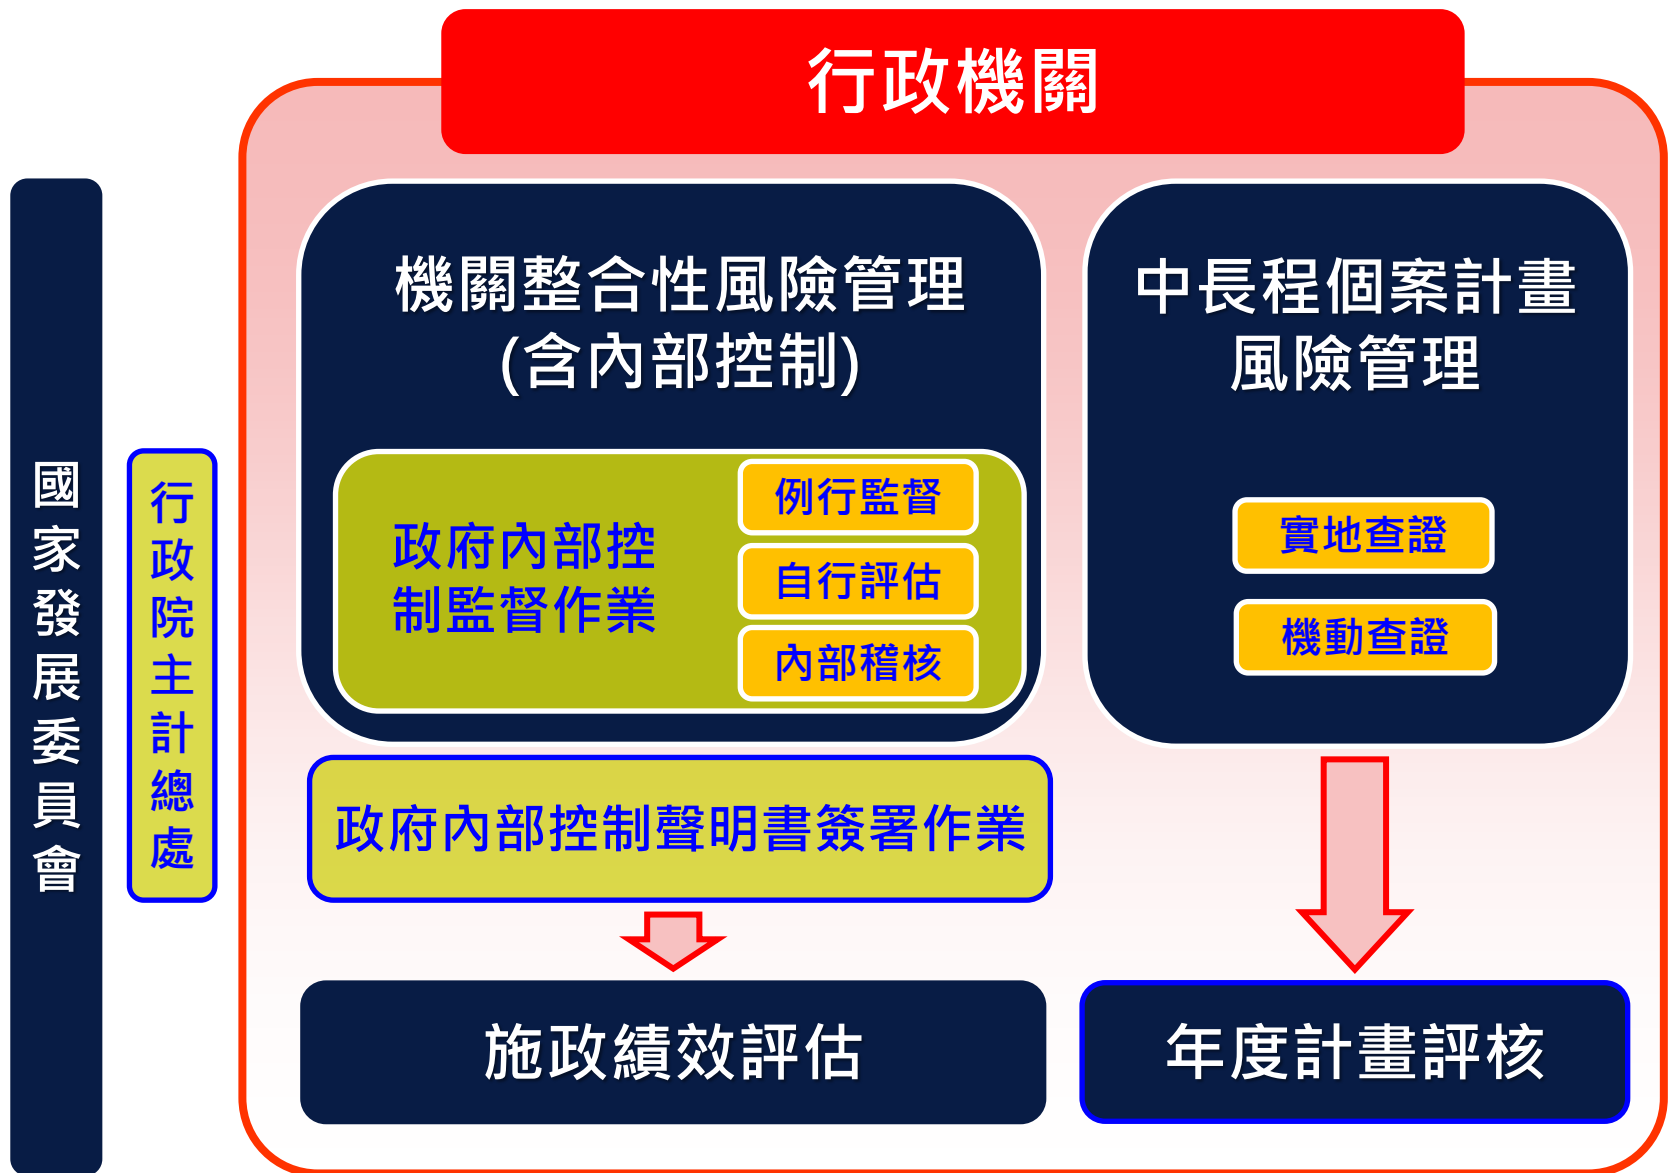 行政機關
國家發展委員會
行政院主計總處
機關整合性風險管理
(含內部控制)
政府內部控
制監督作業
例行監督
自行評估
內部稽核
政府內部控制聲明書簽署作業
施政績效評估
中長程個案計畫
風險管理
實地查證
機動查證
年度計畫評核